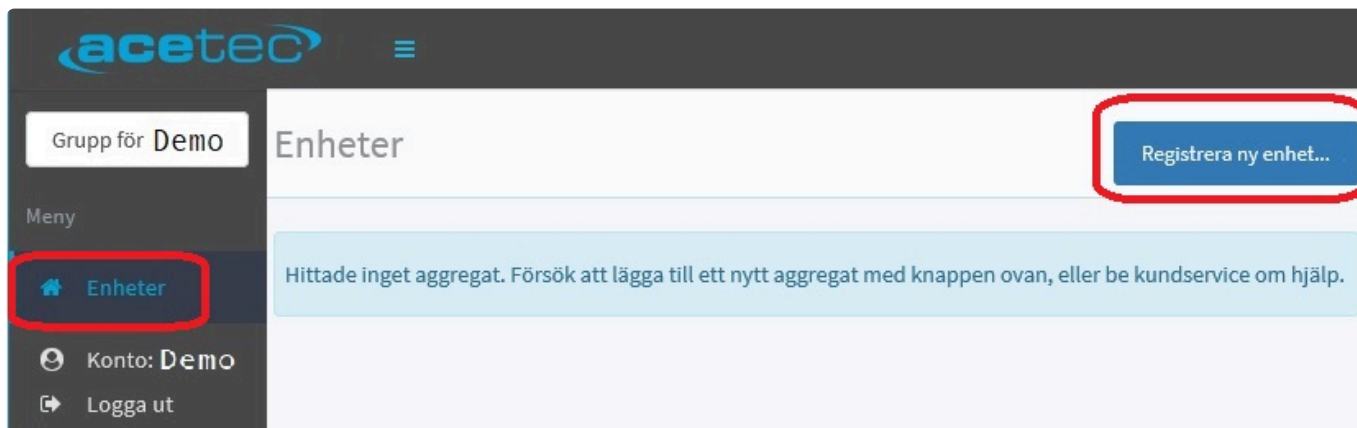 acetec
Grupp för Demo
Enheter
Registrera ny enhet...
Meny
Hittade inget aggregat. Försök att lägga till ett nytt aggregat med knappen ovan, eller be kundservice om hjälp.
Enheter
Konto: Demo
Logga ut